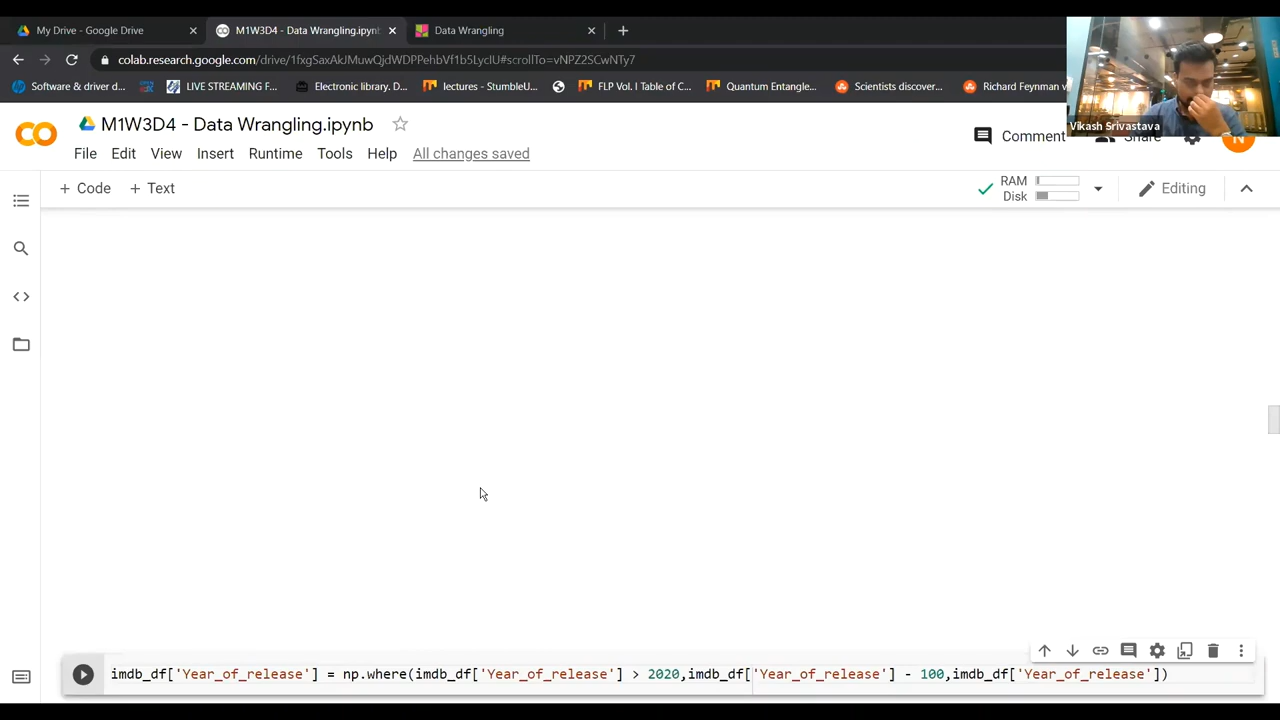 My Drive - Google Drive
M1W3D4 - Data Wrangling.ipynb
Data Wrangling
colab.research.google.com/drive/1fxgSaxAkJMuwQjdWDPPehbVf1b5LycIU#scrollTo=vNPZ2SCwNTy7
Software & driver d...
LIVE STREAMING F...
Electronic library. D...
lectures - StumbleU...
FLP Vol. I Table of C...
Quantum Entangle...
Scientists discover...
Richard Feynman v
Vikash Srivastava
CO
M1W3D4 - Data Wrangling.ipynb
Comment
Share
N
File Edit View Insert Runtime Tools Help All changes saved
+ Code + Text
RAM
Disk
Editing
imdb_df['Year_of_release'] = np.where(imdb_df['Year_of_release'] > 2020,imdb_df['Year_of_release'] - 100,imdb_df['Year_of_release'])